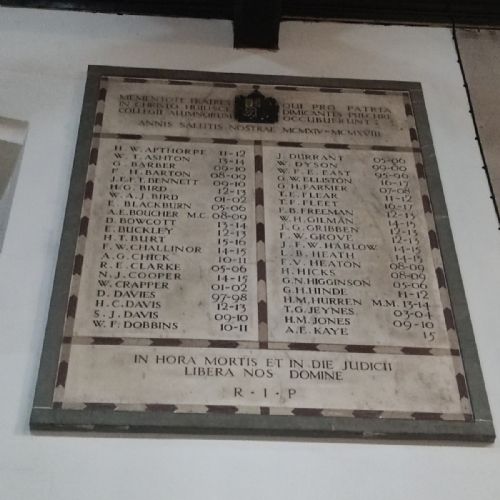 MEMENTOTE FRATRES
IN CHRISTO HUIUSCE
COLLEGII ALUMNORUM
QUI PRO PATRIA
DIMICANTES PULCHRE
OCCUBUERUNT:
ANNIS SALUTIS NOSTRAE MCMXIV-MCMXVIII
H. W. APTHORPE 11-12
W. T. ASHTON 13-14
G. BARBER 09-10
F. H. BARTON 08-09
J. C. F. T. BENNETT 09-10
H. G. BIRD 12-13
W. A. J. BIRD 01-02
E. BLACKBURN 05-06
A. E. BOUCHER M.C. 08-09
D. BOWCOTT 13-14
E. BUCKLEY 12-13
H. T. BURT 15-16
F. W. CHALLINOR 14-15
A. G. CHICK 10-11
R. E. CLARKE 05-06
N. J. COOPER 14-15
W. CRAPPER 01-02
D. DAVIES 97-98
H. C. DAVIS 12-13
S. J. DAVIS 09-10
W. F. DOBBINS 10-11
J. DURRANT 05-06
W. DYSON 99-00
W. F. E. EAST 95-96
G. W. ELLISTON 16-17
G. H. FARMER 07-08
T. E. FLEAR 11-12
T. F. FLEET 16-17
F. B. FREEMAN 12-13
W. H. GILMAN 14-15
J. G. GRIBBEN 12-13
F. W. GROVE 12-13
J. F. W. HARLOW 14-15
L. B. HEATH 14-15
F. V. HEATON 08-09
H. HICKS 08-09
G. N. HIGGINSON 05-06
G. H. HINDE 11-12
H. M. HURREN M.M. 13-14
T. G. JEYNES 03-04
H. M. JONES 09-10
A. E. KAYE 15
IN HORA MORTIS ET IN DIE JUDICII
LIBERA NOS DOMINE
R · I · P